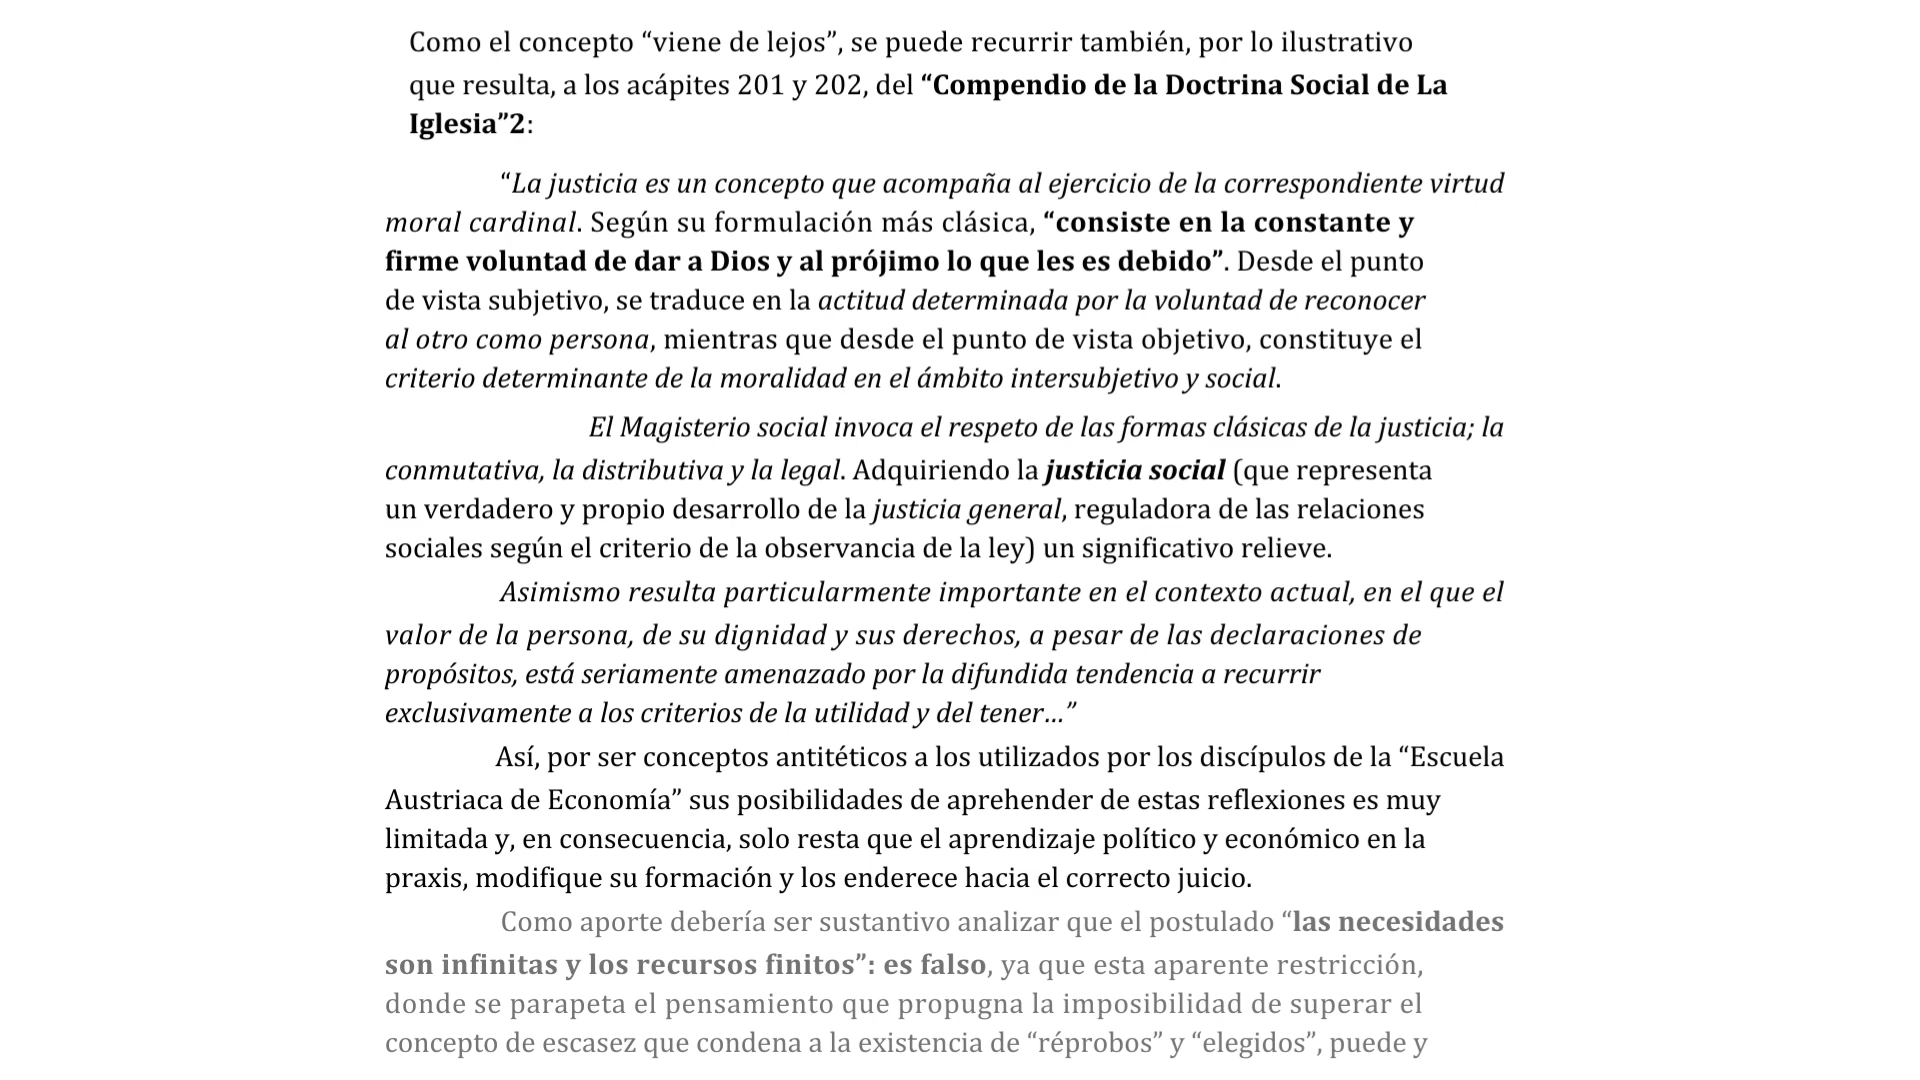 Como el concepto “viene de lejos”, se puede recurrir también, por lo ilustrativo
que resulta, a los acápites 201 y 202, del “Compendio de la Doctrina Social de La
Iglesia”2:
“La justicia es un concepto que acompaña al ejercicio de la correspondiente virtud
moral cardinal. Según su formulación más clásica, “consiste en la constante y
firme voluntad de dar a Dios y al prójimo lo que les es debido”. Desde el punto
de vista subjetivo, se traduce en la actitud determinada por la voluntad de reconocer
al otro como persona, mientras que desde el punto de vista objetivo, constituye el
criterio determinante de la moralidad en el ámbito intersubjetivo y social.
El Magisterio social invoca el respeto de las formas clásicas de la justicia; la
conmutativa, la distributiva y la legal. Adquiriendo la justicia social (que representa
un verdadero y propio desarrollo de la justicia general, reguladora de las relaciones
sociales según el criterio de la observancia de la ley) un significativo relieve.
Asimismo resulta particularmente importante en el contexto actual, en el que el
valor de la persona, de su dignidad y sus derechos, a pesar de las declaraciones de
propósitos, está seriamente amenazado por la difundida tendencia a recurrir
exclusivamente a los criterios de la utilidad y del tener…”
Así, por ser conceptos antitéticos a los utilizados por los discípulos de la “Escuela
Austriaca de Economía” sus posibilidades de aprehender de estas reflexiones es muy
limitada y, en consecuencia, solo resta que el aprendizaje político y económico en la
praxis, modifique su formación y los enderece hacia el correcto juicio.
Como aporte debería ser sustantivo analizar que el postulado “las necesidades
son infinitas y los recursos finitos”: es falso, ya que esta aparente restricción,
donde se parapeta el pensamiento que propugna la imposibilidad de superar el
concepto de escasez que condena a la existencia de “réprobos” y “elegidos”, puede y